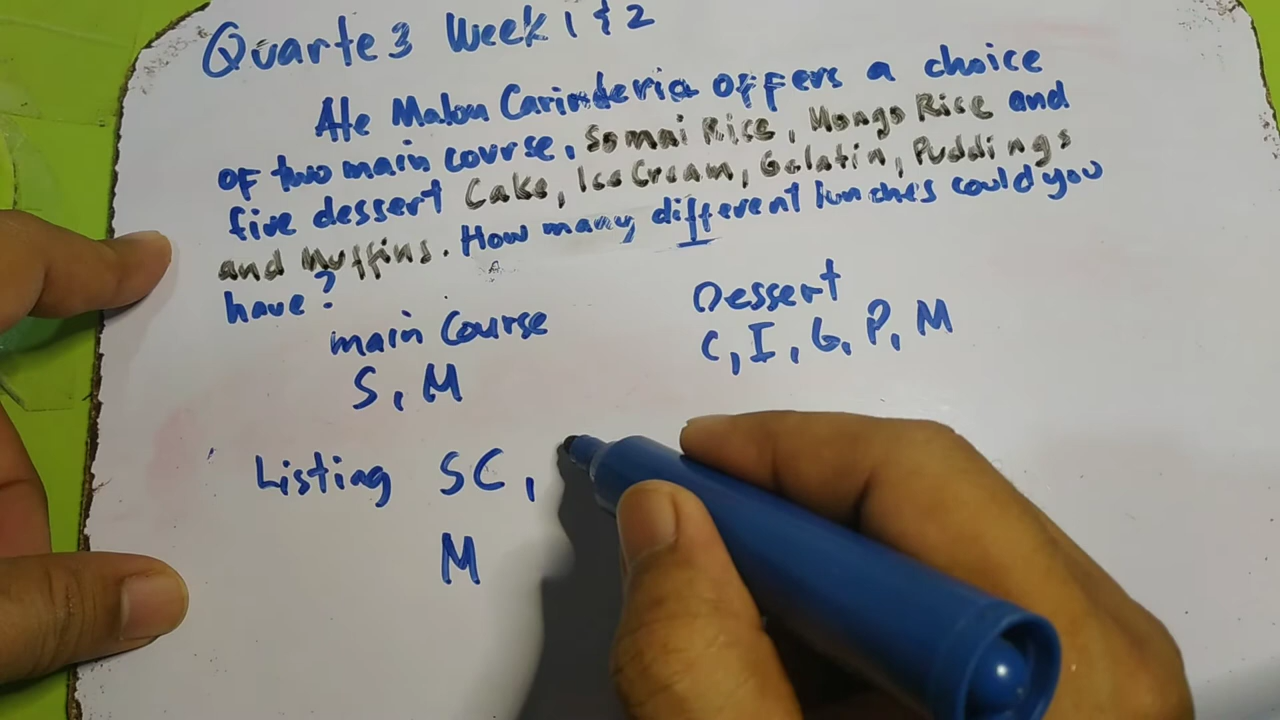 Quarte 3 Week 1 & 2
Ate Malou Carinderia offers a choice
of two main course, Somai Rice, Mongo Rice and
five dessert Cake, Ice Cream, Gelatin, Puddings
and Muffins. How many different lunches could you
have?
main Course
S, M
Dessert
C, I, G, P, M
Listing SC,
M